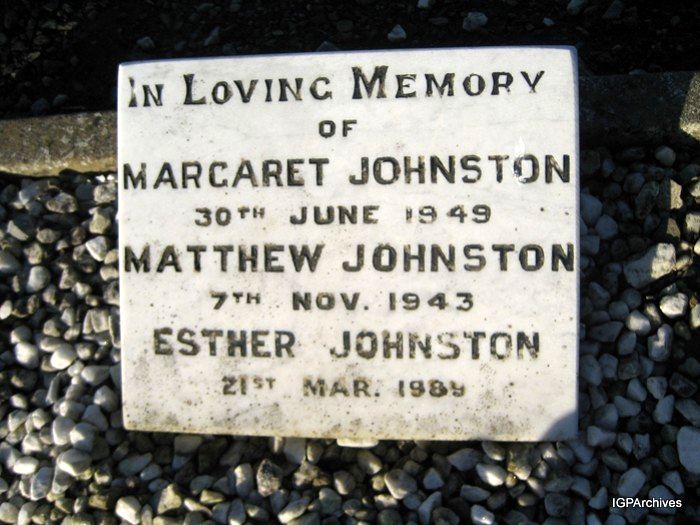 IN LOVING MEMORY
OF
MARGARET JOHNSTON
30TH JUNE 1949
MATTHEW JOHNSTON
7TH NOV. 1943
ESTHER JOHNSTON
21ST MAR. 1989
IGPArchives